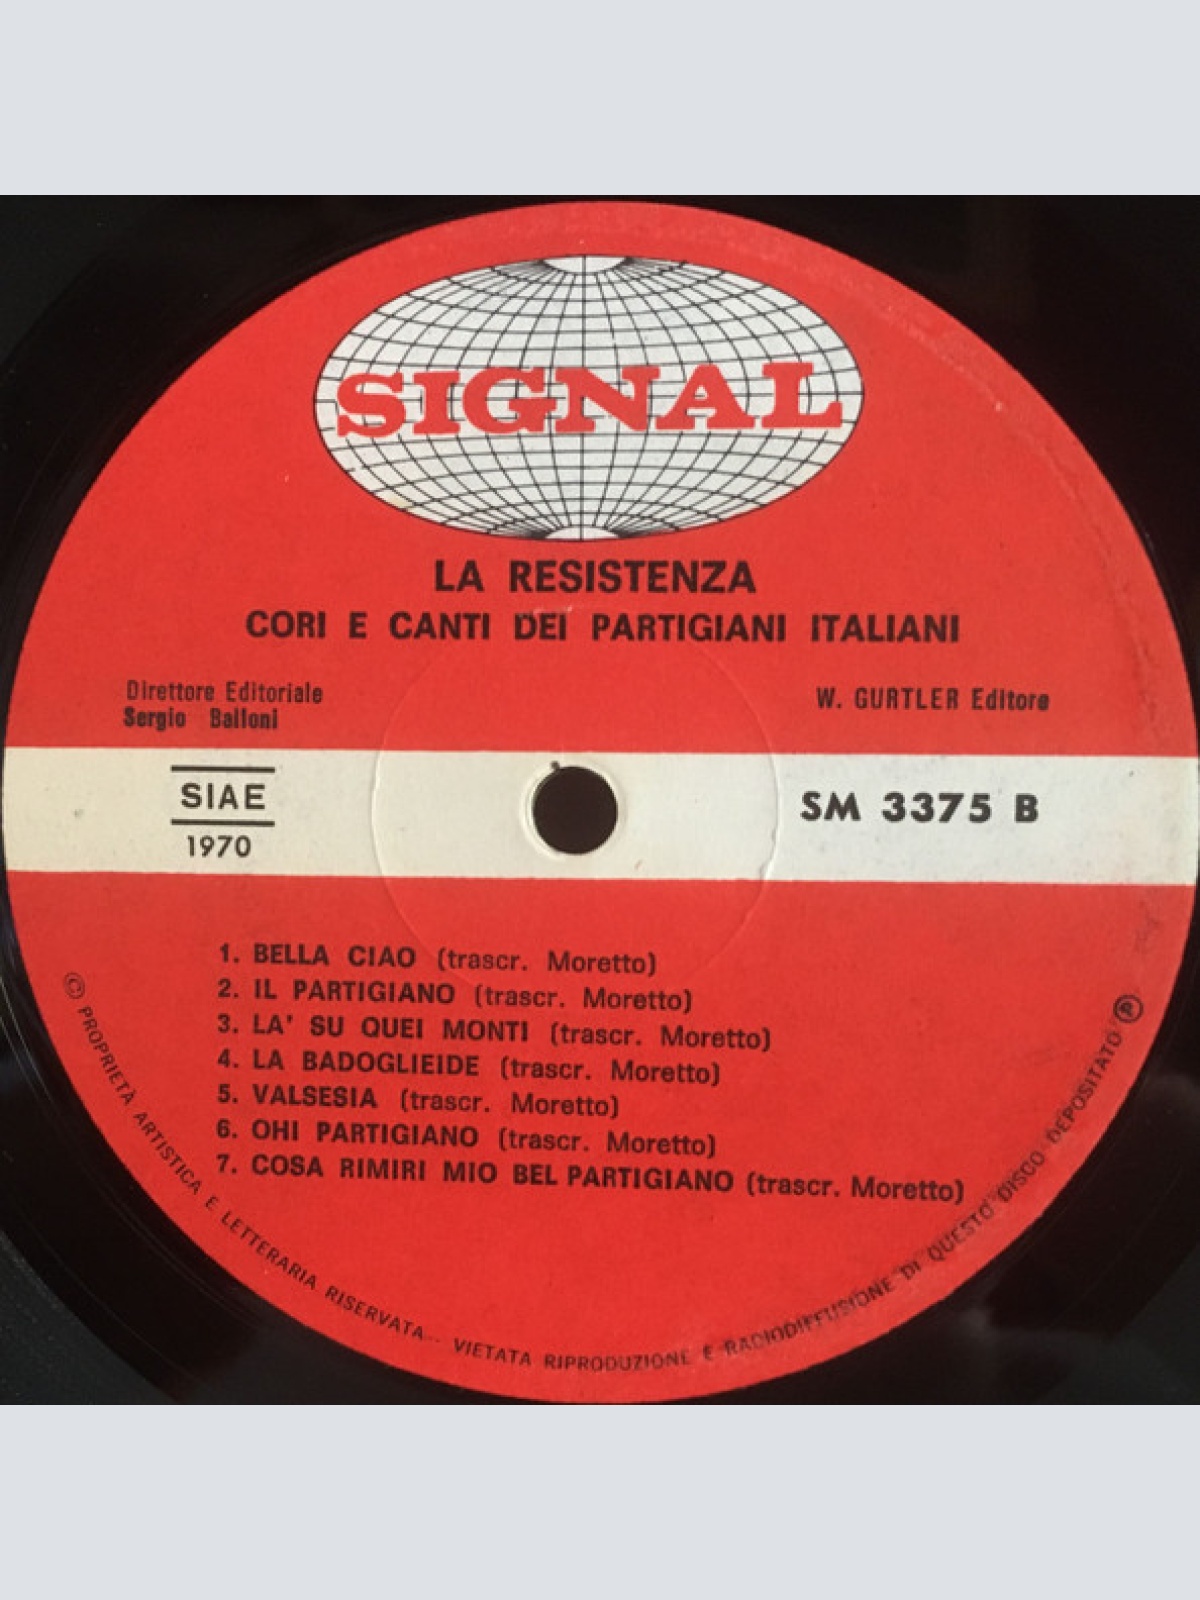 SIGNAL
LA RESISTENZA
CORI E CANTI DEI PARTIGIANI ITALIANI
Direttore Editoriale
Sergio Balloni
W. GURTLER Editore
SIAE
1970
SM 3375 B
1. BELLA CIAO (trascr. Moretto)
2. IL PARTIGIANO (trascr. Moretto)
3. LA' SU QUEI MONTI (trascr. Moretto)
4. LA BADOGLIEIDE (trascr. Moretto)
5. VALSESIA (trascr. Moretto)
6. OHI PARTIGIANO (trascr. Moretto)
7. COSA RIMIRI MIO BEL PARTIGIANO (trascr. Moretto)
© PROPRIETÀ ARTISTICA E LETTERARIA RISERVATA.. VIETATA RIPRODUZIONE E RADIODIFFUSIONE DI QUESTO DISCO DEPOSITATO ℗